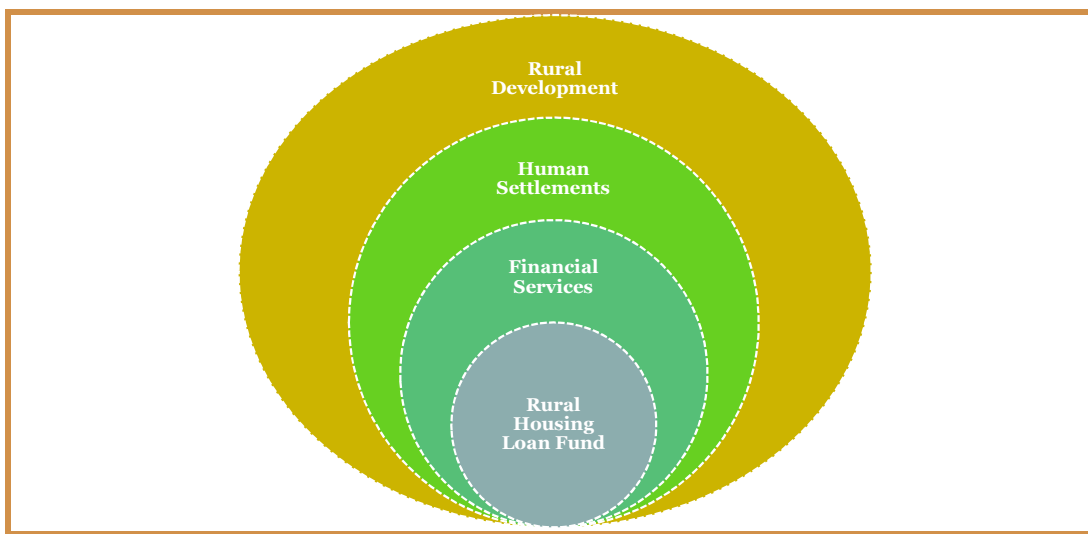 Rural
Development
Human
Settlements
Financial
Services
Rural
Housing
Loan Fund